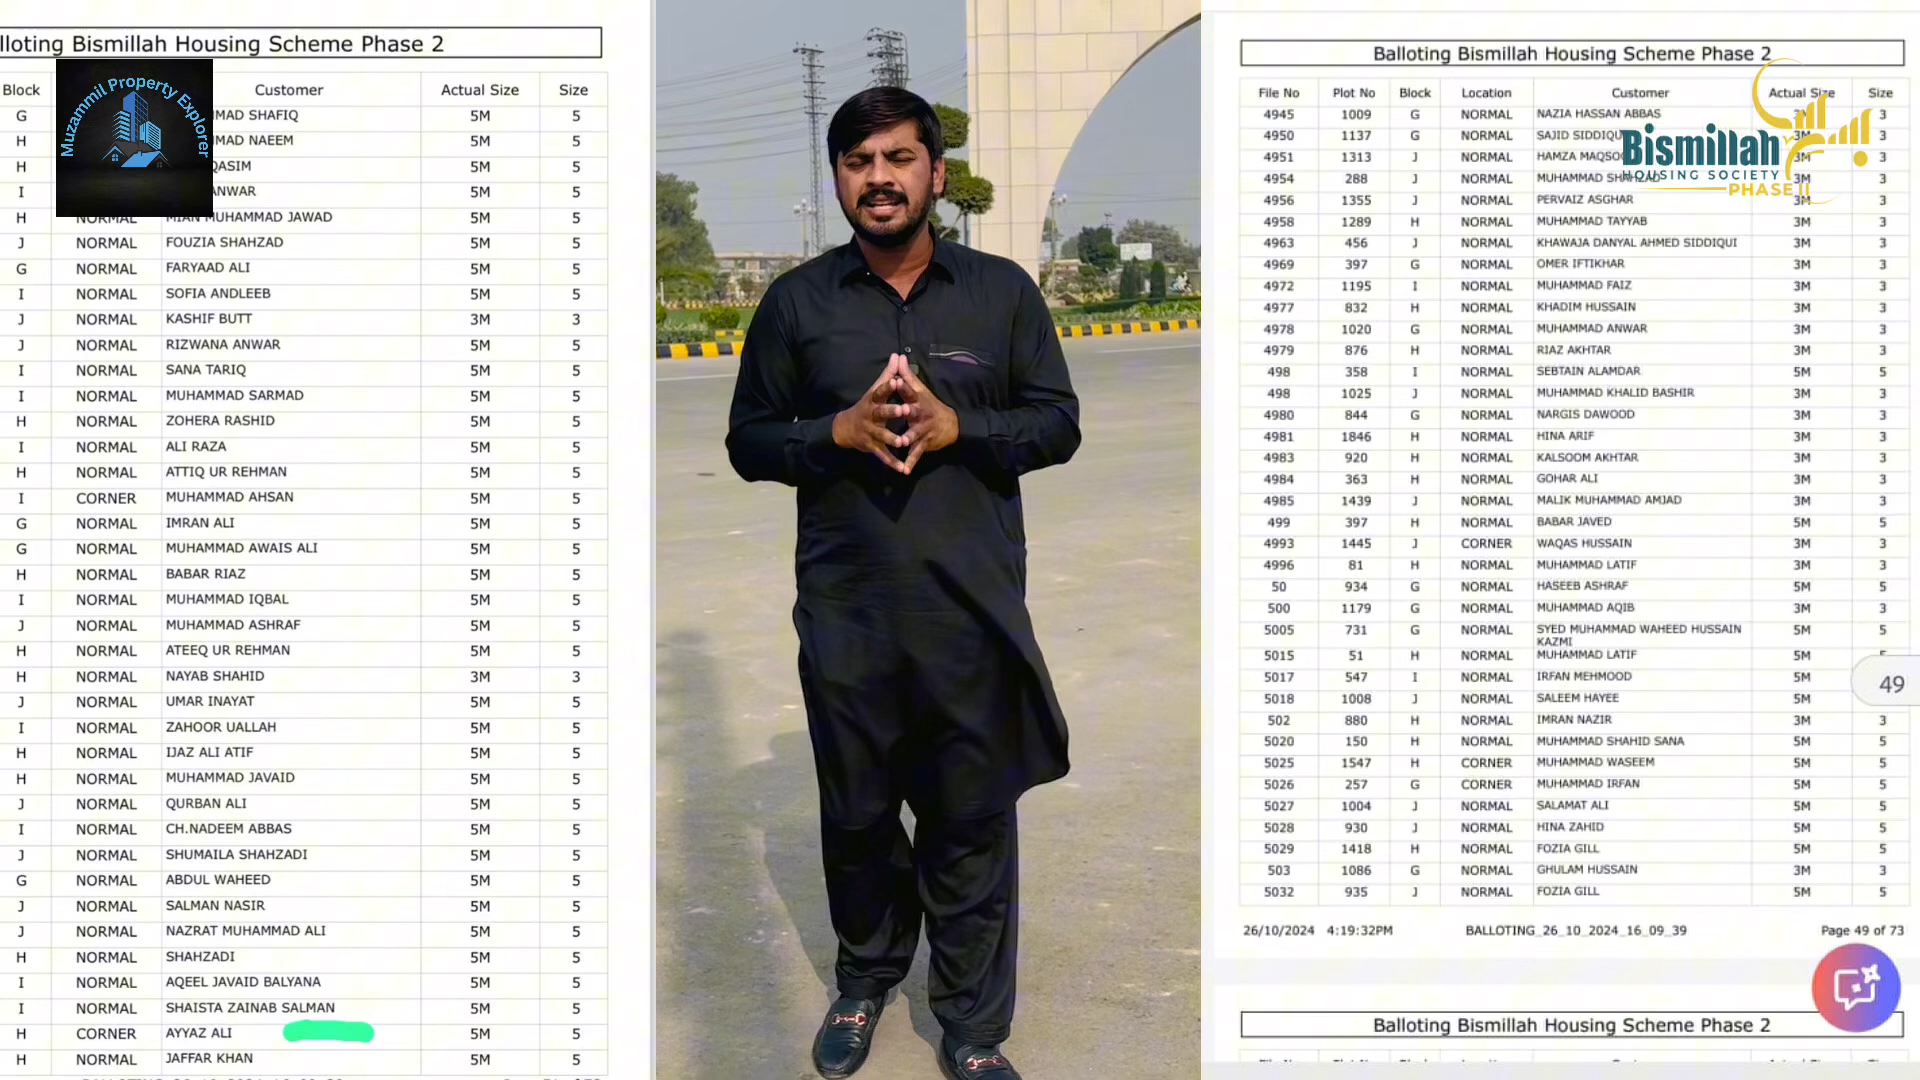 lloting Bismillah Housing Scheme Phase 2
Muzammil Property Explorer
Block Customer Actual Size Size
G MAD SHAFIQ 5M 5
H MAD NAEEM 5M 5
H QASIM 5M 5
I ANWAR 5M 5
H NORMAL MIAN MUHAMMAD JAWAD 5M 5
J NORMAL FOUZIA SHAHZAD 5M 5
G NORMAL FARYAAD ALI 5M 5
I NORMAL SOFIA ANDLEEB 5M 5
J NORMAL KASHIF BUTT 3M 3
J NORMAL RIZWANA ANWAR 5M 5
I NORMAL SANA TARIQ 5M 5
I NORMAL MUHAMMAD SARMAD 5M 5
H NORMAL ZOHERA RASHID 5M 5
I NORMAL ALI RAZA 5M 5
H NORMAL ATTIQ UR REHMAN 5M 5
I CORNER MUHAMMAD AHSAN 5M 5
G NORMAL IMRAN ALI 5M 5
G NORMAL MUHAMMAD AWAIS ALI 5M 5
H NORMAL BABAR RIAZ 5M 5
I NORMAL MUHAMMAD IQBAL 5M 5
J NORMAL MUHAMMAD ASHRAF 5M 5
H NORMAL ATEEQ UR REHMAN 5M 5
H NORMAL NAYAB SHAHID 3M 3
J NORMAL UMAR INAYAT 5M 5
I NORMAL ZAHOOR UALLAH 5M 5
H NORMAL IJAZ ALI ATIF 5M 5
H NORMAL MUHAMMAD JAVAID 5M 5
J NORMAL QURBAN ALI 5M 5
I NORMAL CH.NADEEM ABBAS 5M 5
J NORMAL SHUMAILA SHAHZADI 5M 5
G NORMAL ABDUL WAHEED 5M 5
J NORMAL SALMAN NASIR 5M 5
J NORMAL NAZRAT MUHAMMAD ALI 5M 5
H NORMAL SHAHZADI 5M 5
I NORMAL AQEEL JAVAID BALYANA 5M 5
I NORMAL SHAISTA ZAINAB SALMAN 5M 5
H CORNER AYYAZ ALI 5M 5
H NORMAL JAFFAR KHAN 5M 5
Balloting Bismillah Housing Scheme Phase 2
Bismillah
HOUSING SOCIETY
PHASE II
File No Plot No Block Location Customer Actual Size Size
4945 1009 G NORMAL NAZIA HASSAN ABBAS 3M 3
4950 1137 G NORMAL SAJID SIDDIQU 3M 3
4951 1313 J NORMAL HAMZA MAQSOO 3M 3
4954 288 J NORMAL MUHAMMAD SHAHZAD 3M 3
4956 1355 J NORMAL PERVAIZ ASGHAR 3M 3
4958 1289 H NORMAL MUHAMMAD TAYYAB 3M 3
4963 456 J NORMAL KHAWAJA DANYAL AHMED SIDDIQUI 3M 3
4969 397 G NORMAL OMER IFTIKHAR 3M 3
4972 1195 I NORMAL MUHAMMAD FAIZ 3M 3
4977 832 H NORMAL KHADIM HUSSAIN 3M 3
4978 1020 G NORMAL MUHAMMAD ANWAR 3M 3
4979 876 H NORMAL RIAZ AKHTAR 3M 3
498 358 I NORMAL SEBTAIN ALAMDAR 5M 5
498 1025 J NORMAL MUHAMMAD KHALID BASHIR 3M 3
4980 844 G NORMAL NARGIS DAWOOD 3M 3
4981 1846 H NORMAL HINA ARIF 3M 3
4983 920 H NORMAL KALSOOM AKHTAR 3M 3
4984 363 H NORMAL GOHAR ALI 3M 3
4985 1439 J NORMAL MALIK MUHAMMAD AMJAD 3M 3
499 397 H NORMAL BABAR JAVED 5M 5
4993 1445 J CORNER WAQAS HUSSAIN 3M 3
4996 81 H NORMAL MUHAMMAD LATIF 3M 3
50 934 G NORMAL HASEEB ASHRAF 5M 5
500 1179 G NORMAL MUHAMMAD AQIB 3M 3
5005 731 G NORMAL SYED MUHAMMAD WAHEED HUSSAIN 5M 5
KAZMI
5015 51 H NORMAL MUHAMMAD LATIF 5M
5017 547 I NORMAL IRFAN MEHMOOD 5M
49
5018 1008 J NORMAL SALEEM HAYEE 5M
502 880 H NORMAL IMRAN NAZIR 3M 3
5020 150 H NORMAL MUHAMMAD SHAHID SANA 5M 5
5025 1547 H CORNER MUHAMMAD WASEEM 5M 5
5026 257 G CORNER MUHAMMAD IRFAN 5M 5
5027 1004 J NORMAL SALAMAT ALI 5M 5
5028 930 J NORMAL HINA ZAHID 5M 5
5029 1418 H NORMAL FOZIA GILL 5M 5
503 1086 G NORMAL GHULAM HUSSAIN 3M 3
5032 935 J NORMAL FOZIA GILL 5M 5
26/10/2024 4:19:32PM BALLOTING_26_10_2024_16_09_39 Page 49 of 73
Balloting Bismillah Housing Scheme Phase 2